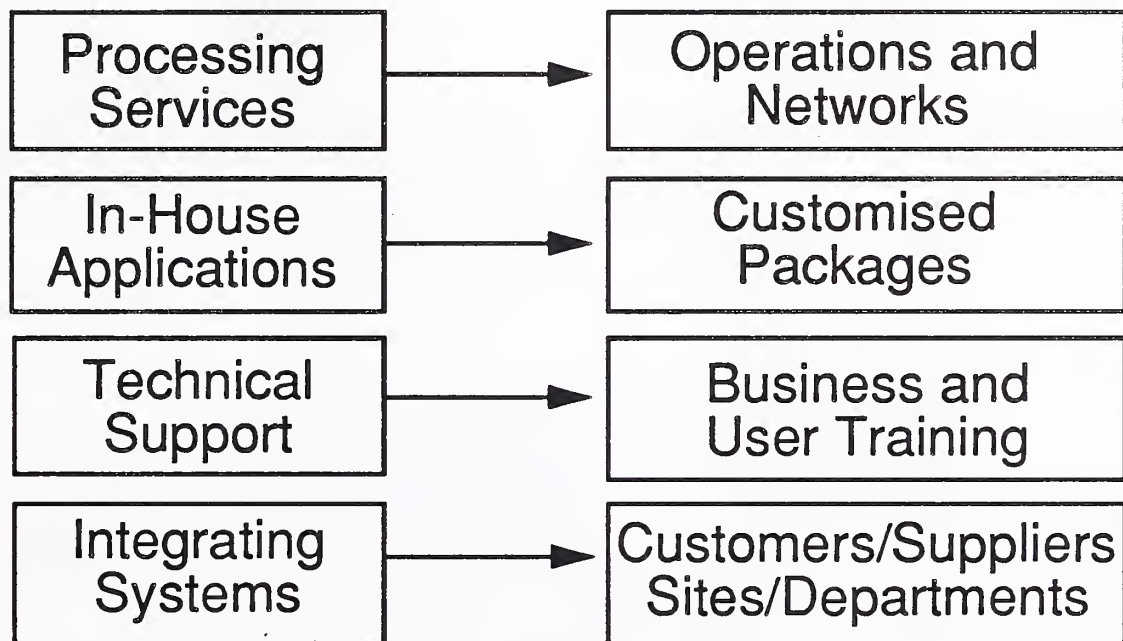 Processing
Services
Operations and
Networks
In-House
Applications
Customised
Packages
Technical
Support
Business and
User Training
Integrating
Systems
Customers/Suppliers
Sites/Departments